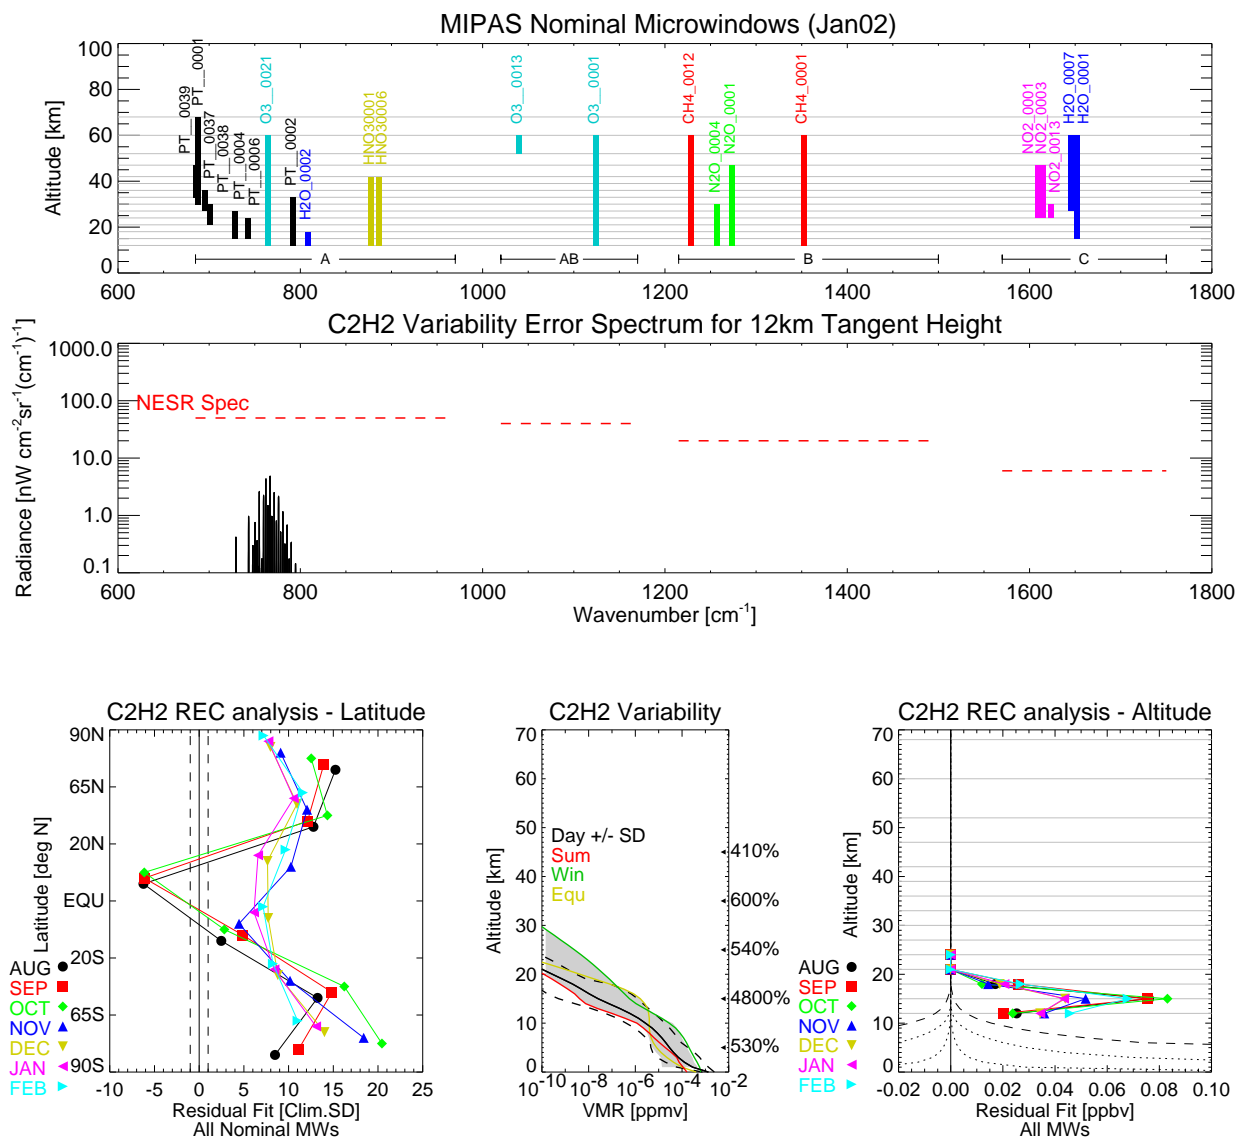 MIPAS Nominal Microwindows (Jan02)
Altitude [km]
100
80
60
40
20
0
PT__0039
PT__0001
PT__0037
PT__0038
PT__0004
PT__0006
O3__0021
PT__0002
H2O_0002
HNO30001
HNO30006
O3__0013
O3__0001
CH4_0012
N2O_0004
N2O_0001
CH4_0001
NO2_0001
NO2_0003
NO2_0013
H2O_0007
H2O_0001
A
AB
B
C
600 800 1000 1200 1400 1600 1800
C2H2 Variability Error Spectrum for 12km Tangent Height
Radiance [nW cm-2sr-1(cm-1)-1]
1000.0
100.0
10.0
1.0
0.1
NESR Spec
600 800 1000 1200 1400 1600 1800
Wavenumber [cm-1]
C2H2 REC analysis - Latitude
Latitude [deg N]
90N
65N
20N
EQU
20S
65S
90S
AUG
SEP
OCT
NOV
DEC
JAN
FEB
-10 -5 0 5 10 15 20 25
Residual Fit [Clim.SD]
All Nominal MWs
C2H2 Variability
Altitude [km]
70
60
50
40
30
20
10
0
Day +/- SD
Sum
Win
Equ
410%
600%
540%
4800%
530%
10-10 10-8 10-6 10-4 10-2
VMR [ppmv]
C2H2 REC analysis - Altitude
Altitude [km]
70
60
50
40
30
20
10
0
AUG
SEP
OCT
NOV
DEC
JAN
FEB
-0.02 0.00 0.02 0.04 0.06 0.08 0.10
Residual Fit [ppbv]
All MWs